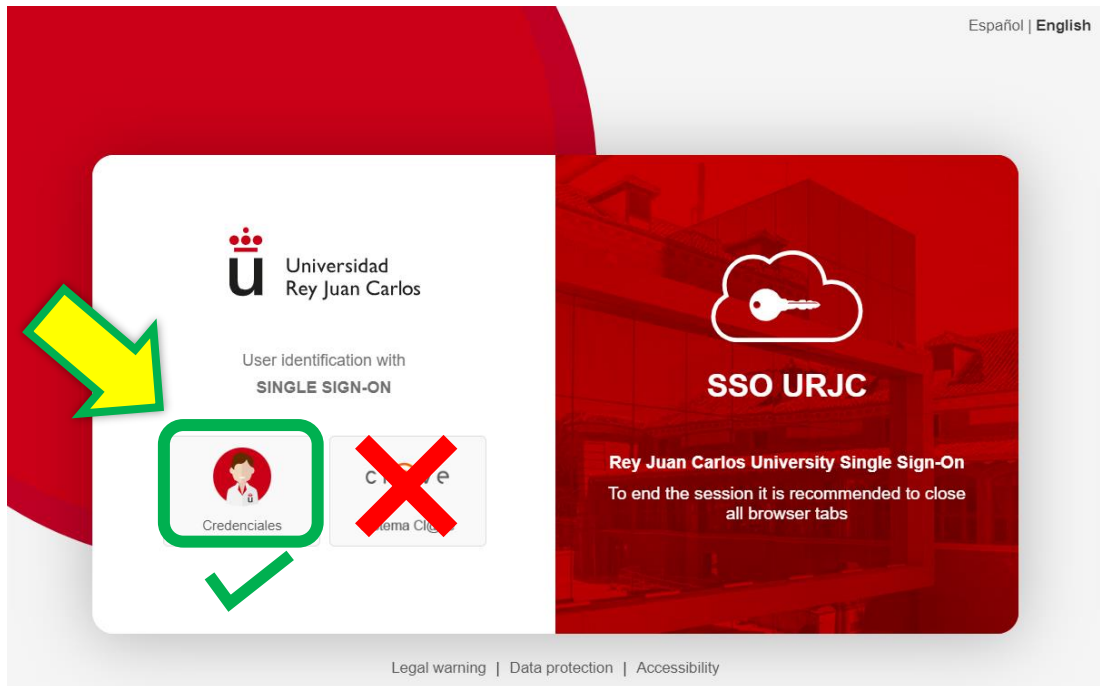 Español | English
ü Universidad
Rey Juan Carlos
User identification with
SINGLE SIGN-ON
Credenciales
SSO URJC
Rey Juan Carlos University Single Sign-On
To end the session it is recommended to close
all browser tabs
Legal warning | Data protection | Accessibility